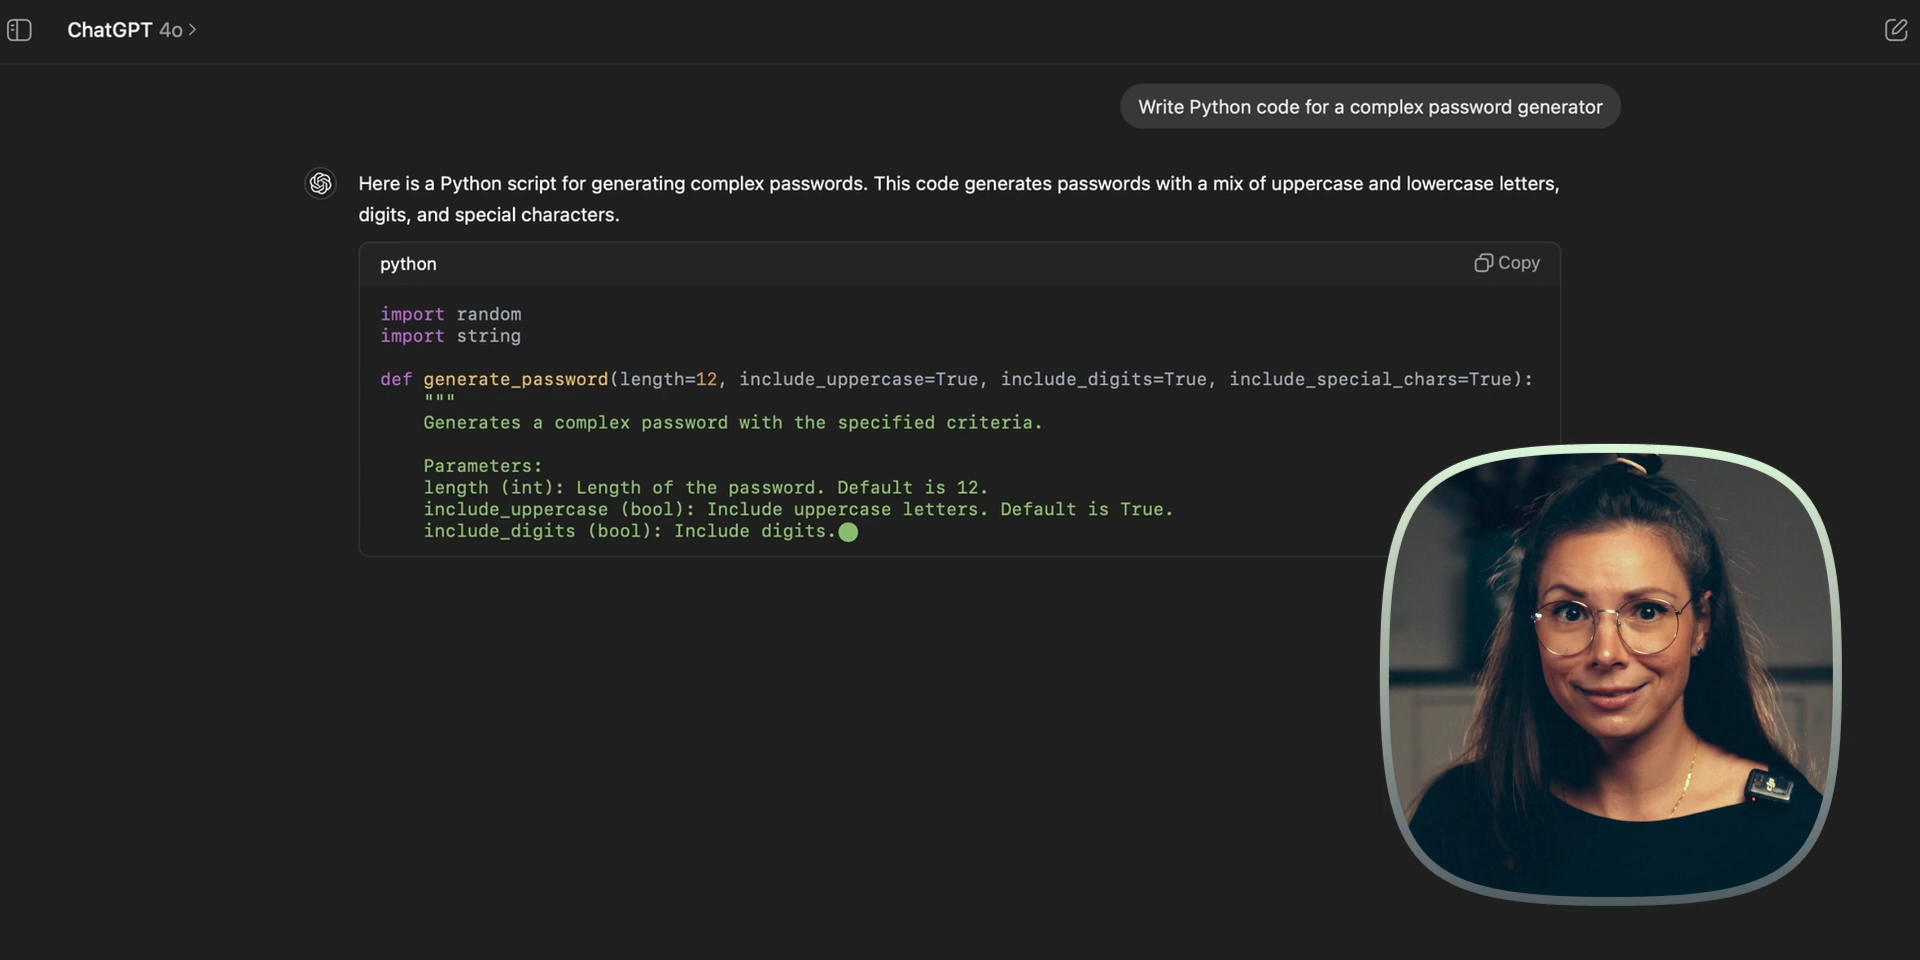 ChatGPT 4o
Write Python code for a complex password generator
Here is a Python script for generating complex passwords. This code generates passwords with a mix of uppercase and lowercase letters,
digits, and special characters.
python
Copy
import random
import string
def generate_password(length=12, include_uppercase=True, include_digits=True, include_special_chars=True):
"""
Generates a complex password with the specified criteria.
Parameters:
length (int): Length of the password. Default is 12.
include_uppercase (bool): Include uppercase letters. Default is True.
include_digits (bool): Include digits.